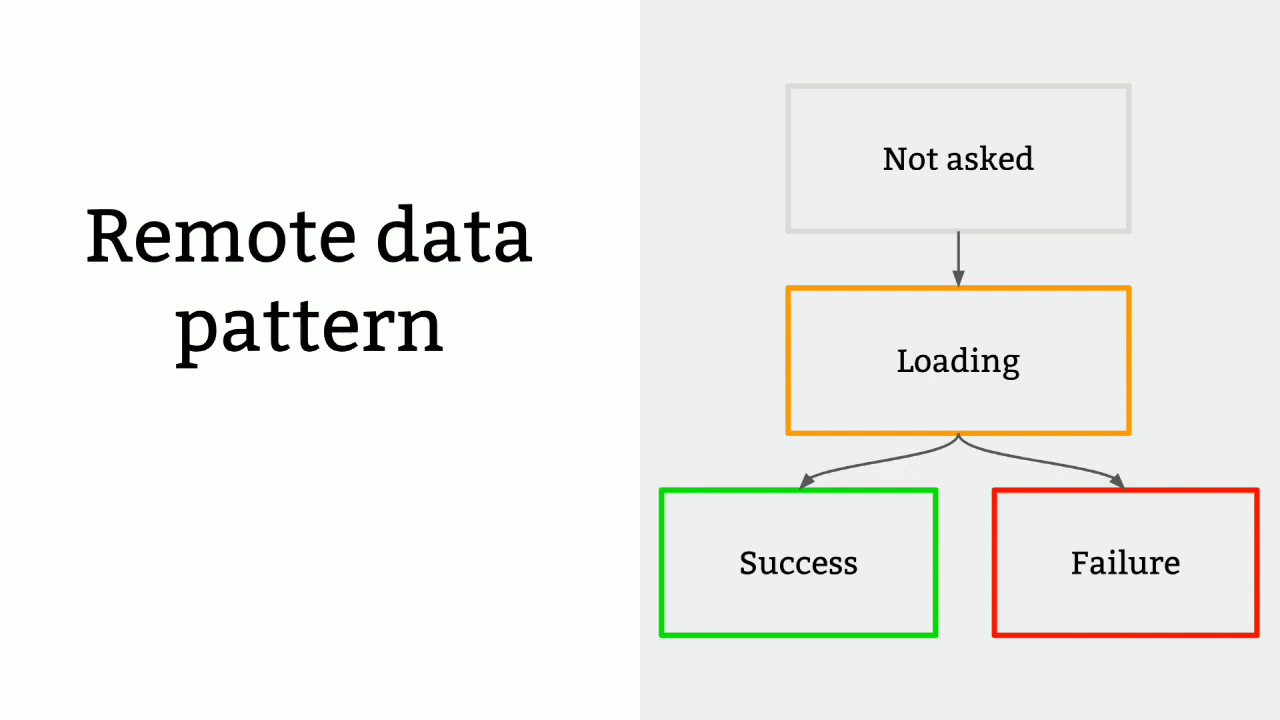 Remote data
pattern
Not asked
Loading
Success
Failure